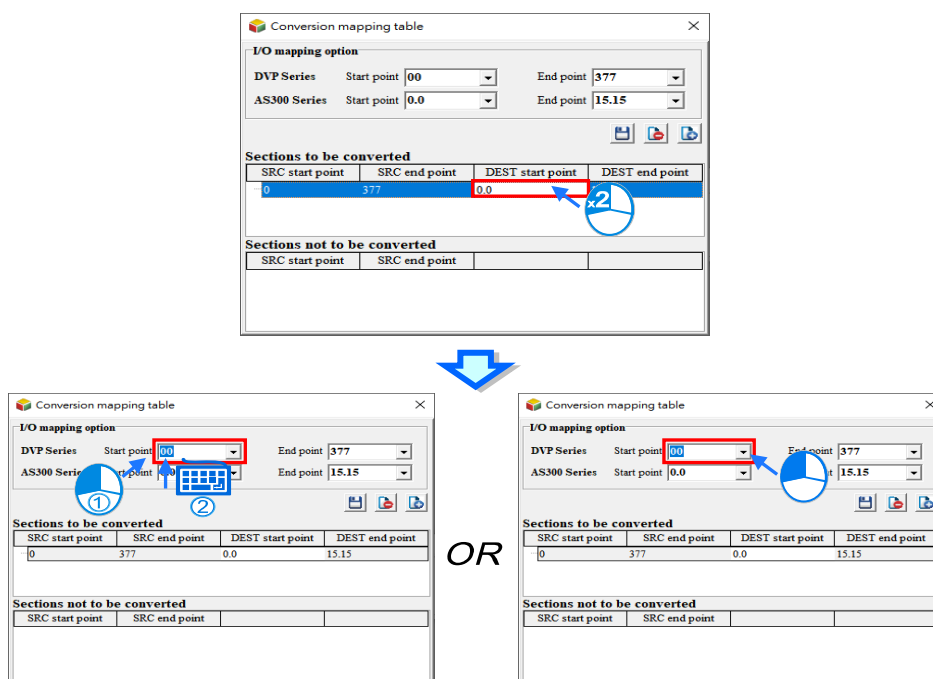 Conversion mapping table
I/O mapping option
DVP Series Start point 00 End point 377
AS300 Series Start point 0.0 End point 15.15
Sections to be converted
SRC start point SRC end point DEST start point DEST end point
0 377 0.0
×2
Sections not to be converted
SRC start point SRC end point
Conversion mapping table
I/O mapping option
DVP Series Start point 00 End point 377
AS300 End point 15.15
① ②
Sections to be converted
SRC start point SRC end point DEST start point DEST end point
0 377 0.0 15.15
Sections not to be converted
SRC start point SRC end point
OR
Conversion mapping table
I/O mapping option
DVP Series Start point 00 End point 377
AS300 Series Start point 0.0 15.15
Sections to be converted
SRC start point SRC end point DEST start point DEST end point
0 377 0.0 15.15
Sections not to be converted
SRC start point SRC end point